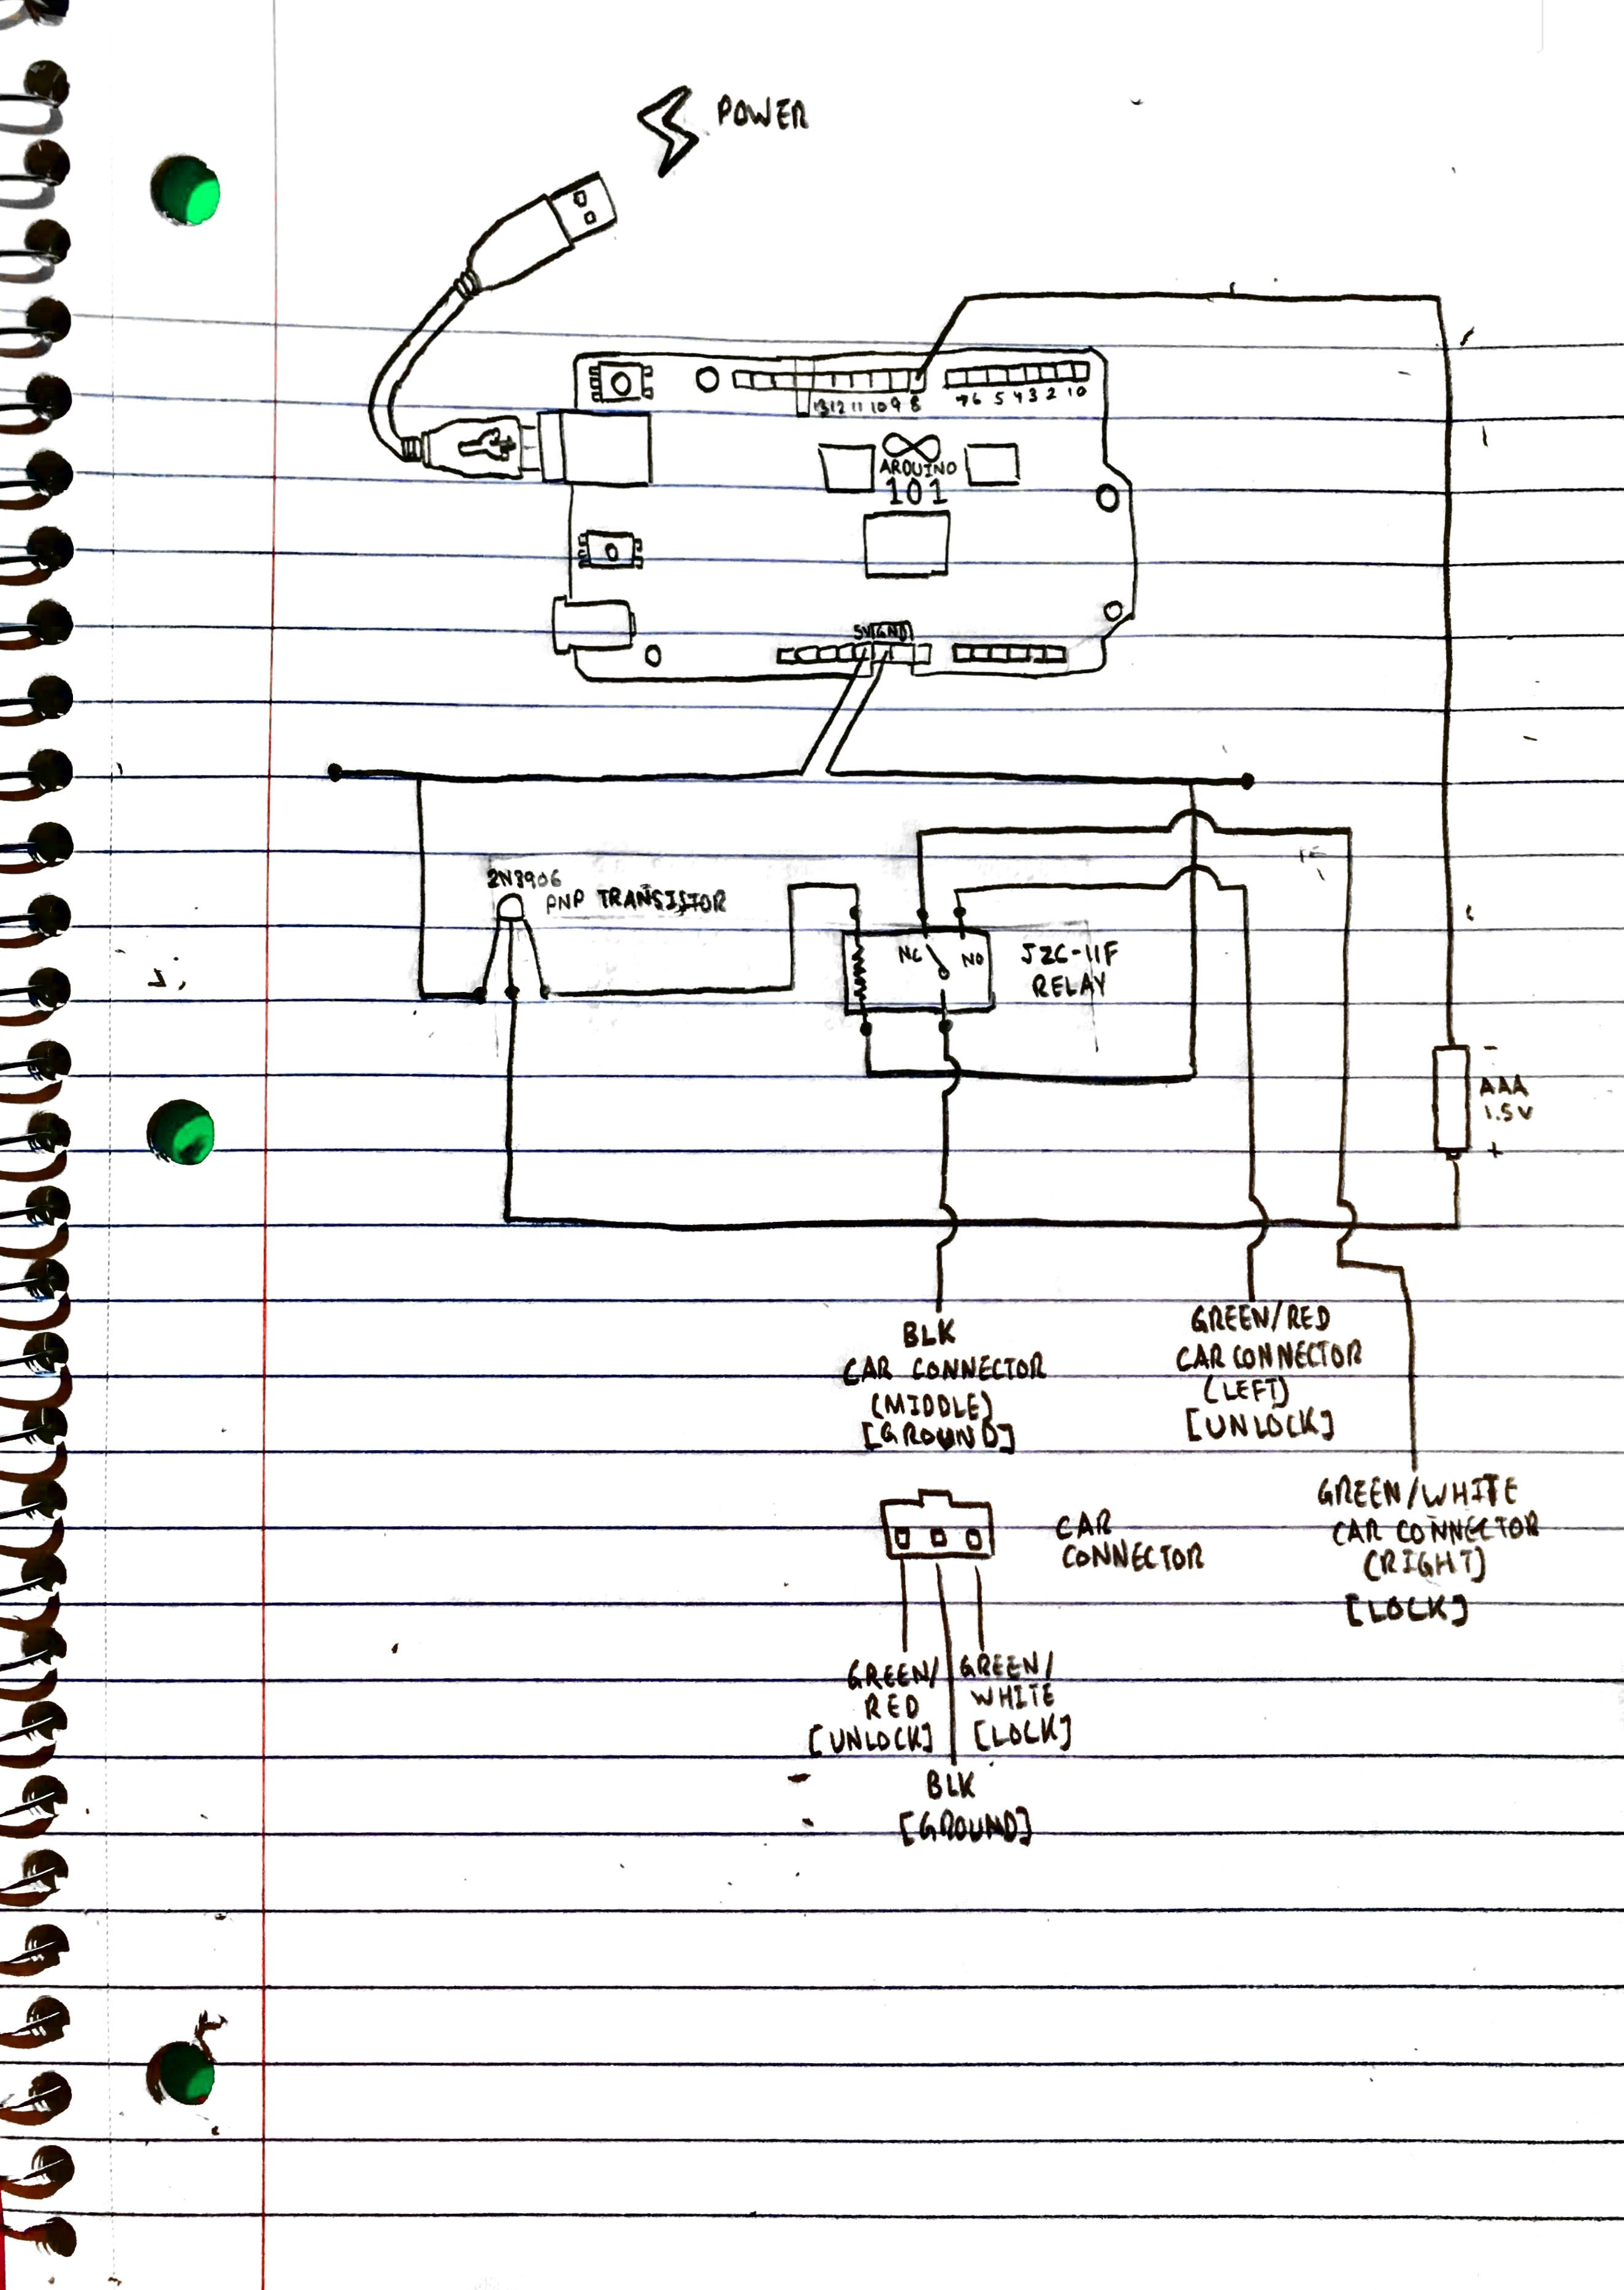 POWER
13 12 11 10 9 8
7 6 5 4 3 2 1 0
ARDUINO
101
5V GND
2N3906
PNP TRANSISTOR
NC
NO
JZC-11F
RELAY
-
AAA
1.5V
+
BLK
CAR CONNECTOR
(MIDDLE)
[GROUND]
GREEN/RED
CAR CONNECTOR
(LEFT)
[UNLOCK]
GREEN/WHITE
CAR CONNECTOR
(RIGHT)
[LOCK]
CAR
CONNECTOR
GREEN/
RED
[UNLOCK]
GREEN/
WHITE
[LOCK]
BLK
[GROUND]